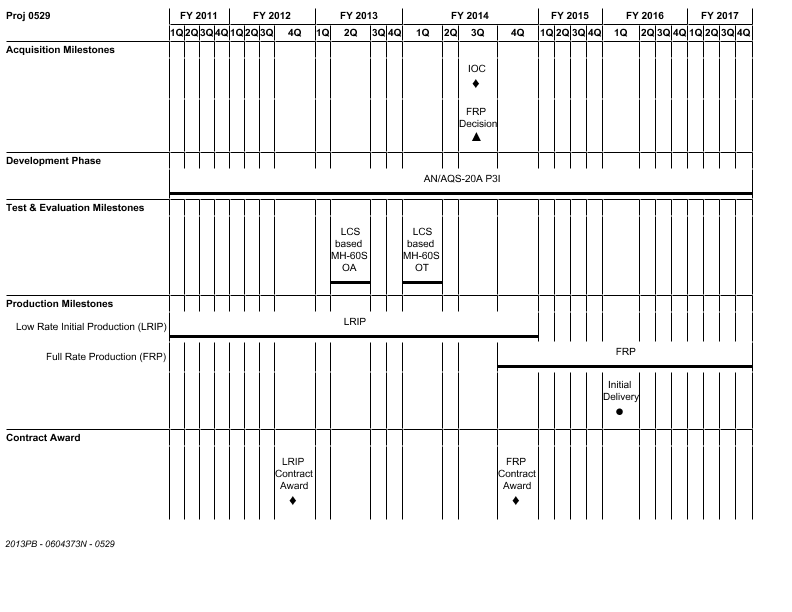 Proj 0529 FY 2011 FY 2012 FY 2013 FY 2014 FY 2015 FY 2016 FY 2017
1Q 2Q 3Q 4Q 1Q 2Q 3Q 4Q 1Q 2Q 3Q 4Q 1Q 2Q 3Q 4Q 1Q 2Q 3Q 4Q 1Q 2Q 3Q 4Q 1Q 2Q 3Q 4Q
Acquisition Milestones
IOC
FRP
Decision
Development Phase
AN/AQS-20A P3I
Test & Evaluation Milestones
LCS
based
MH-60S
OA
LCS
based
MH-60S
OT
Production Milestones
Low Rate Initial Production (LRIP)
LRIP
Full Rate Production (FRP)
FRP
Initial
Delivery
Contract Award
LRIP
Contract
Award
FRP
Contract
Award
2013PB - 0604373N - 0529